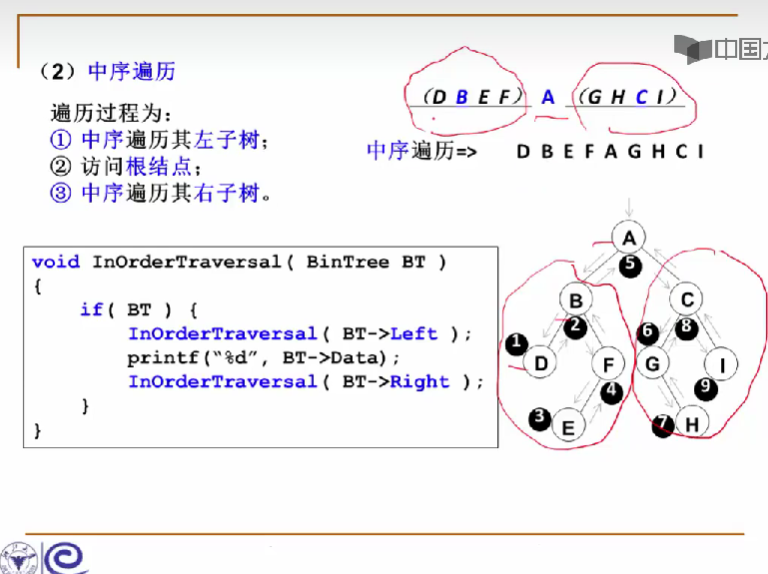 中国大
（2）中序遍历
（D B E F） A （G H C I）
遍历过程为：
① 中序遍历其左子树；
② 访问根结点；
③ 中序遍历其右子树。
中序遍历=> D B E F A G H C I
void InOrderTraversal( BinTree BT )
{
if( BT ) {
InOrderTraversal( BT->Left );
printf(“%d”, BT->Data);
InOrderTraversal( BT->Right );
}
}
A
5
B C
1 2 6 8
D F G I
3 4 7 9
E H